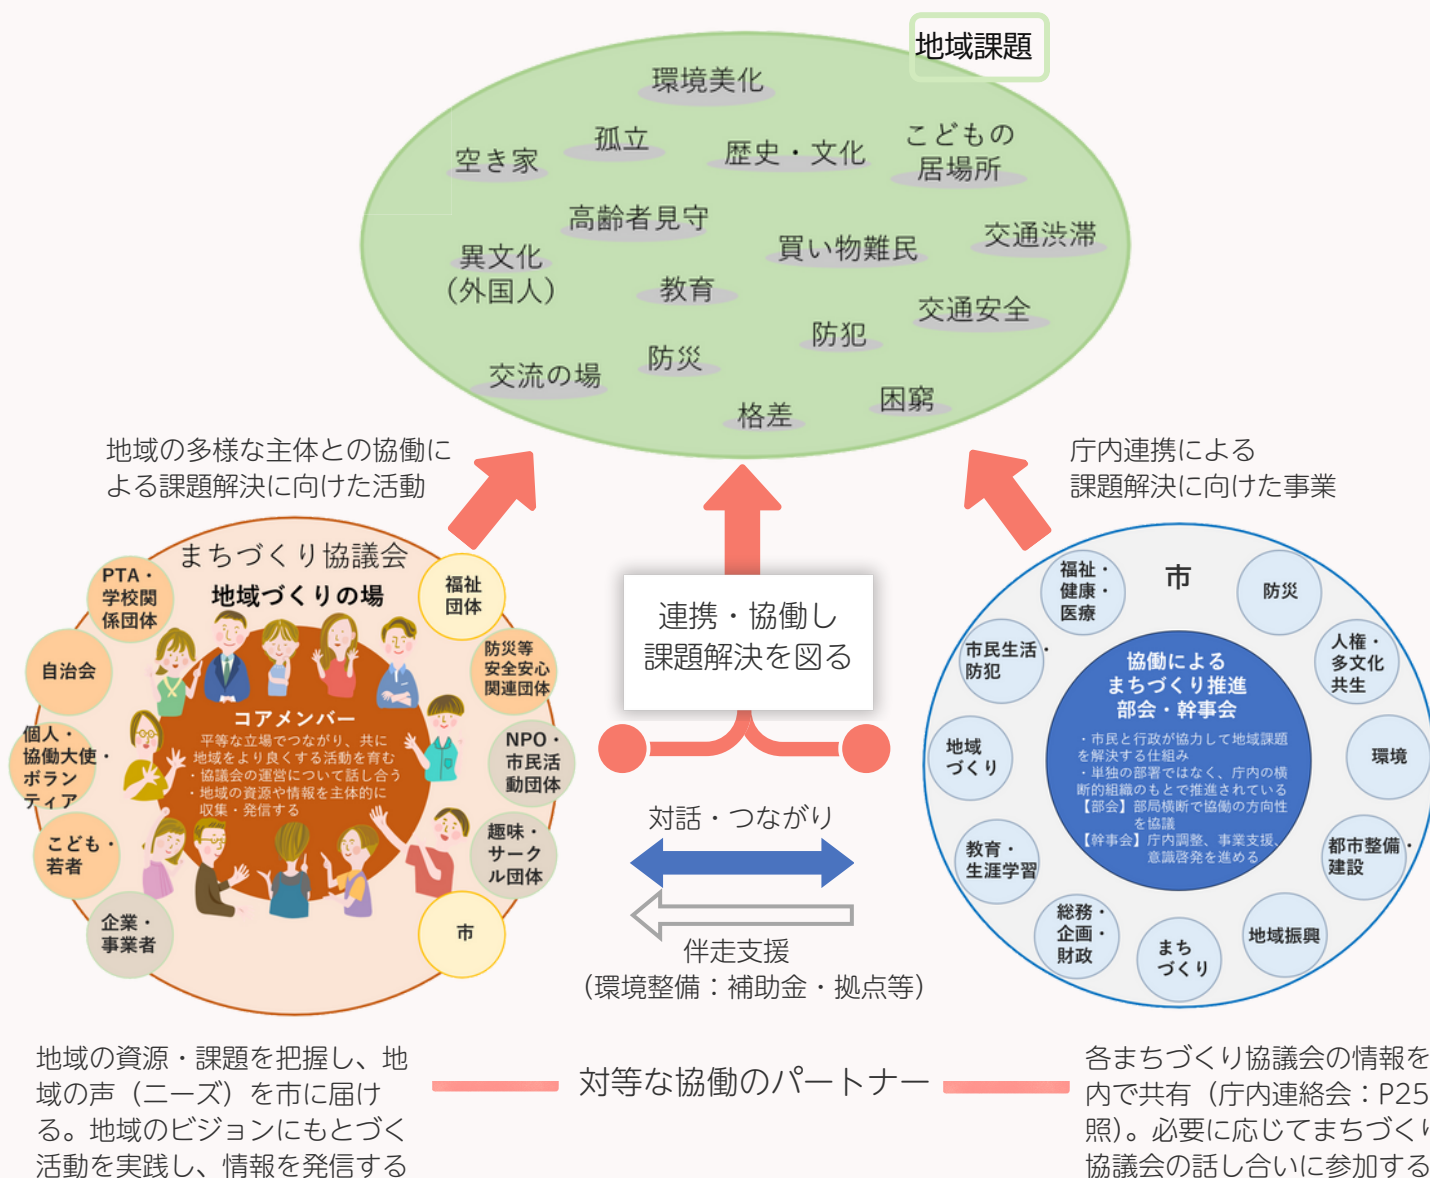 地域課題
環境美化
空き家
孤立
歴史・文化
こどもの
居場所
高齢者見守
異文化
(外国人)
教育
買い物難民
交通渋滞
交通安全
防犯
防災
交流の場
格差
困窮
地域の多様な主体との協働に
よる課題解決に向けた活動
庁内連携による
課題解決に向けた事業
まちづくり協議会
地域づくりの場
PTA・
学校関
係団体
自治会
個人・
協働大使・
ボラン
ティア
こども・
若者
企業・
事業者
福祉
団体
防災等
安全安心
関連団体
NPO・
市民活
動団体
趣味・
サーク
ル団体
市
コアメンバー
平等な立場でつながり、共に
地域をより良くする活動を育む
・協議会の運営について話し合う
・地域の資源や情報を主体的に
収集・発信する
連携・協働し
課題解決を図る
対話・つながり
伴走支援
（環境整備：補助金・拠点等）
市
福祉・
健康・
医療
防災
市民生活・
防犯
人権・
多文化
共生
地域
づくり
環境
教育・
生涯学習
都市整備・
建設
総務・
企画・
財政
まち
づくり
地域振興
協働による
まちづくり推進
部会・幹事会
・市民と行政が協力して地域課題
を解決する仕組み
・単独の部署ではなく、庁内の横
断的組織のもとで推進されている
【部会】部局横断で協働の方向性
を協議
【幹事会】庁内調整、事業支援、
意識啓発を進める
地域の資源・課題を把握し、地
域の声（ニーズ）を市に届け
る。地域のビジョンにもとづく
活動を実践し、情報を発信する
対等な協働のパートナー
各まちづくり協議会の情報を
内で共有（庁内連絡会：P25
照）。必要に応じてまちづくり
協議会の話し合いに参加する